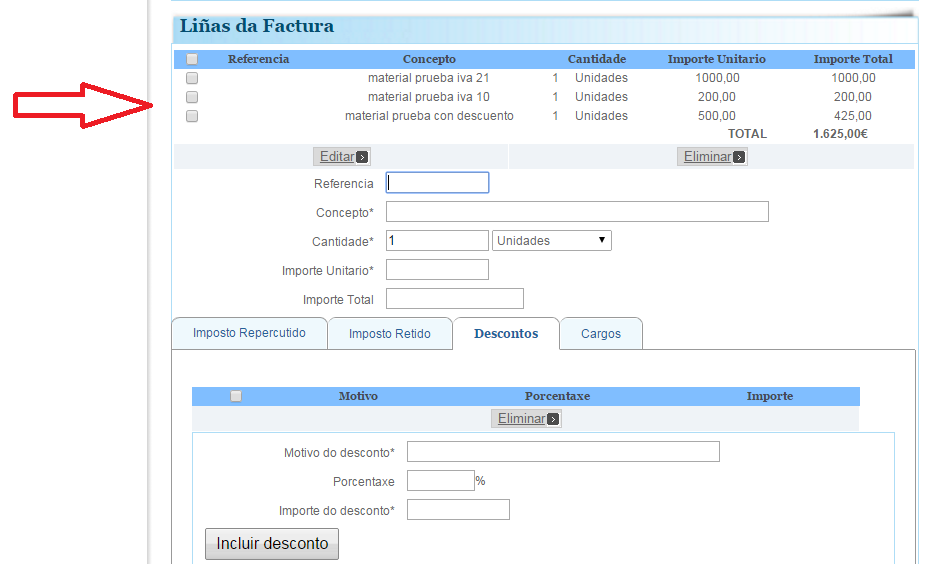 Liñas da Factura
Referencia Concepto Cantidade Importe Unitario Importe Total
material prueba iva 21 1 Unidades 1000,00 1000,00
material prueba iva 10 1 Unidades 200,00 200,00
material prueba con descuento 1 Unidades 500,00 425,00
TOTAL 1.625,00€
Editar Eliminar
Referencia
Concepto*
Cantidade* 1 Unidades
Importe Unitario*
Importe Total
Imposto Repercutido Imposto Retido Descontos Cargos
Motivo Porcentaxe Importe
Eliminar
Motivo do desconto*
Porcentaxe %
Importe do desconto*
Incluir desconto